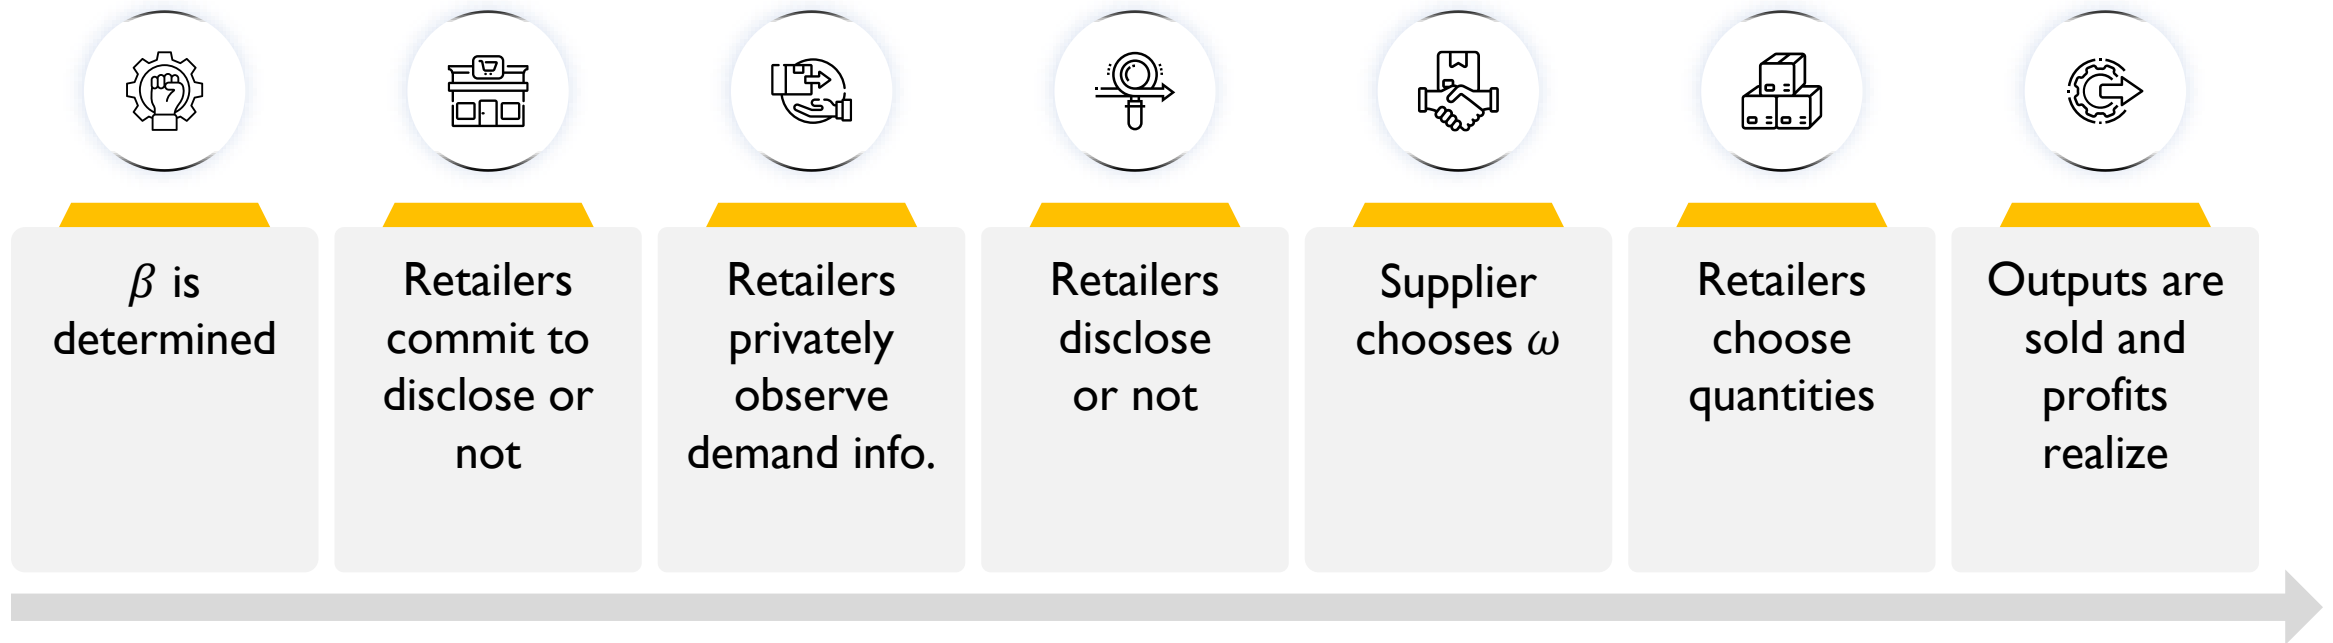 β is
determined
Retailers
commit to
disclose or
not
Retailers
privately
observe
demand info.
Retailers
disclose
or not
Supplier
chooses ω
Retailers
choose
quantities
Outputs are
sold and
profits
realize